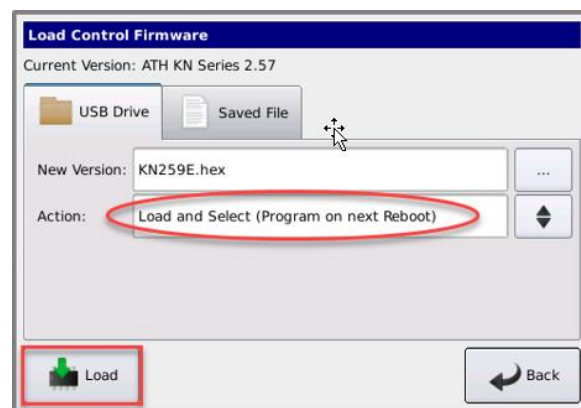 Load Control Firmware
Current Version: ATH KN Series 2.57
USB Drive
Saved File
New Version: KN259E.hex ...
Action: Load and Select (Program on next Reboot)
Load
Back